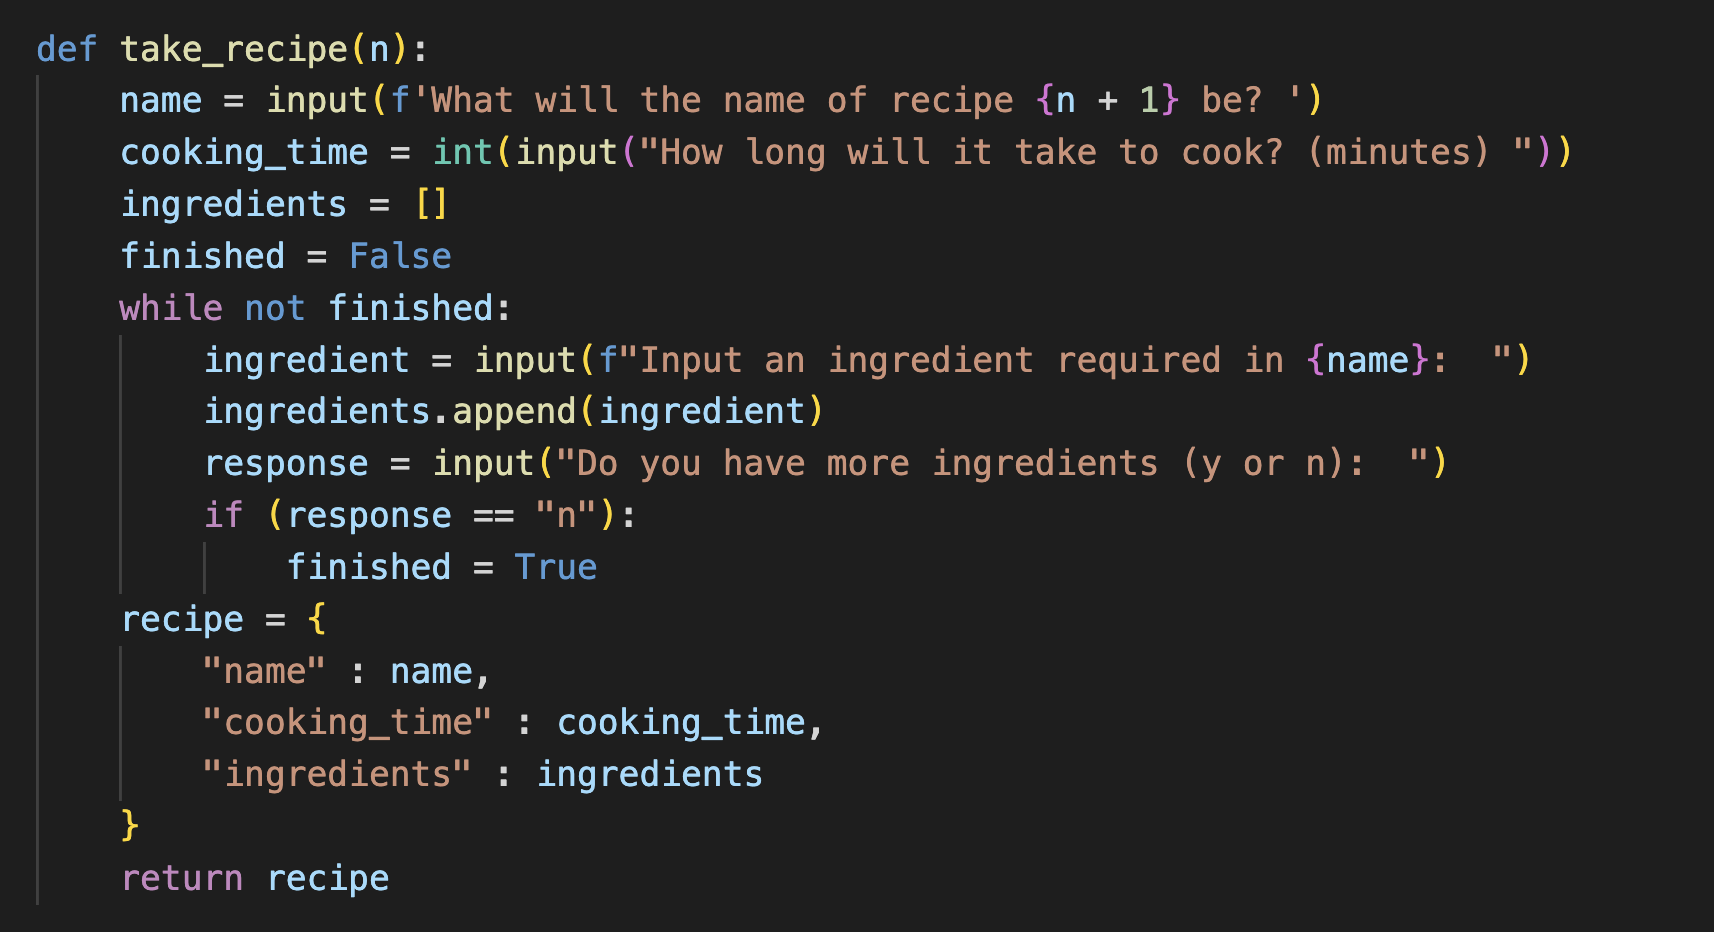 def take_recipe(n):
    name = input(f'What will the name of recipe {n + 1} be? ')
    cooking_time = int(input("How long will it take to cook? (minutes) "))
    ingredients = []
    finished = False
    while not finished:
        ingredient = input(f"Input an ingredient required in {name}:  ")
        ingredients.append(ingredient)
        response = input("Do you have more ingredients (y or n):  ")
        if (response == "n"):
            finished = True
    recipe = {
        "name" : name,
        "cooking_time" : cooking_time,
        "ingredients" : ingredients
    }
    return recipe